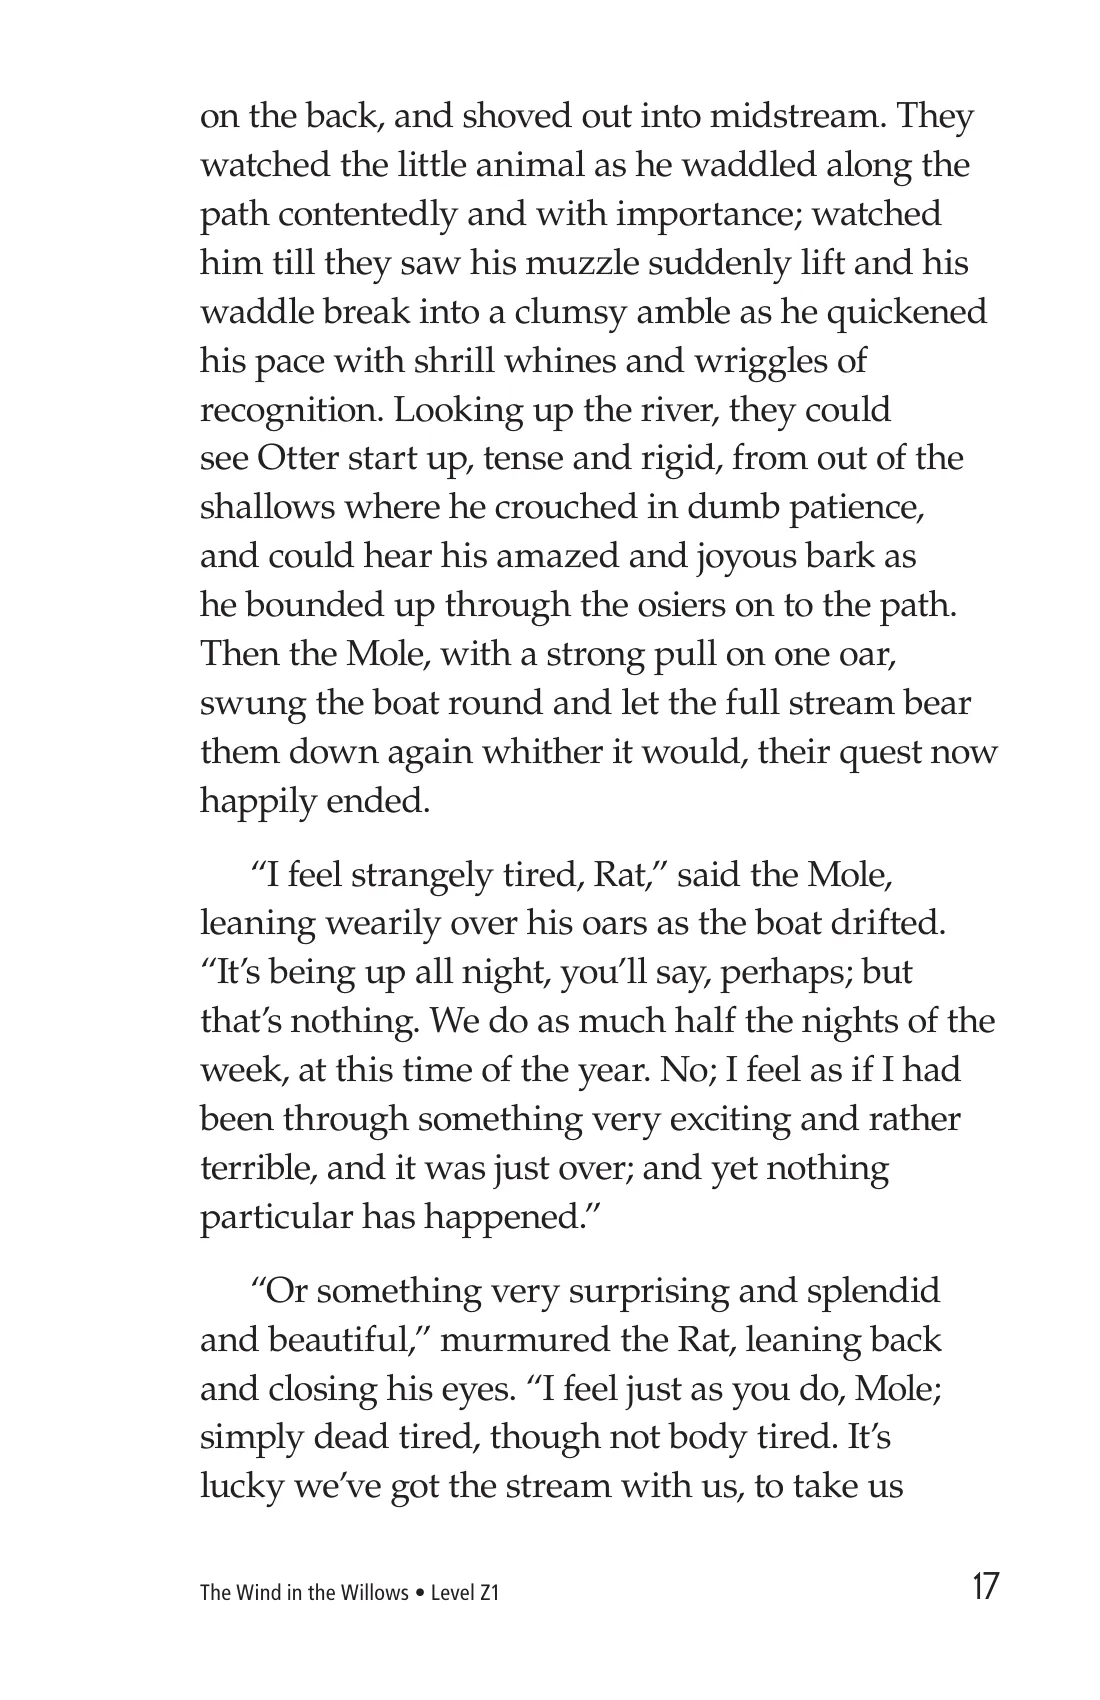 on the back, and shoved out into midstream. They
watched the little animal as he waddled along the
path contentedly and with importance; watched
him till they saw his muzzle suddenly lift and his
waddle break into a clumsy amble as he quickened
his pace with shrill whines and wriggles of
recognition. Looking up the river, they could
see Otter start up, tense and rigid, from out of the
shallows where he crouched in dumb patience,
and could hear his amazed and joyous bark as
he bounded up through the osiers on to the path.
Then the Mole, with a strong pull on one oar,
swung the boat round and let the full stream bear
them down again whither it would, their quest now
happily ended.
“I feel strangely tired, Rat,” said the Mole,
leaning wearily over his oars as the boat drifted.
“It’s being up all night, you’ll say, perhaps; but
that’s nothing. We do as much half the nights of the
week, at this time of the year. No; I feel as if I had
been through something very exciting and rather
terrible, and it was just over; and yet nothing
particular has happened.”
“Or something very surprising and splendid
and beautiful,” murmured the Rat, leaning back
and closing his eyes. “I feel just as you do, Mole;
simply dead tired, though not body tired. It’s
lucky we’ve got the stream with us, to take us
The Wind in the Willows • Level Z1
17